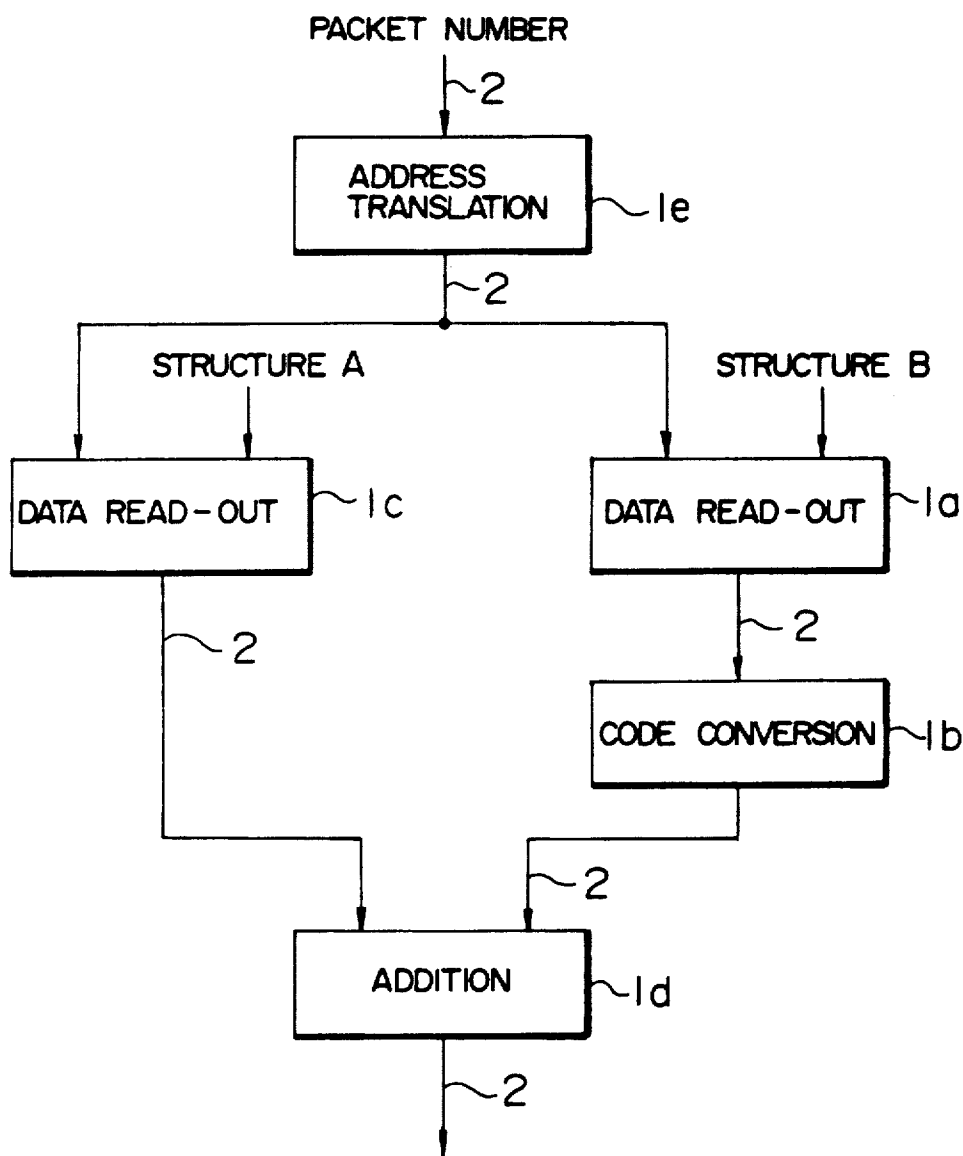 PACKET NUMBER
2
ADDRESS
TRANSLATION
1e
2
STRUCTURE A
STRUCTURE B
DATA READ-OUT
1c
DATA READ-OUT
1a
2
2
CODE CONVERSION
1b
2
ADDITION
1d
2